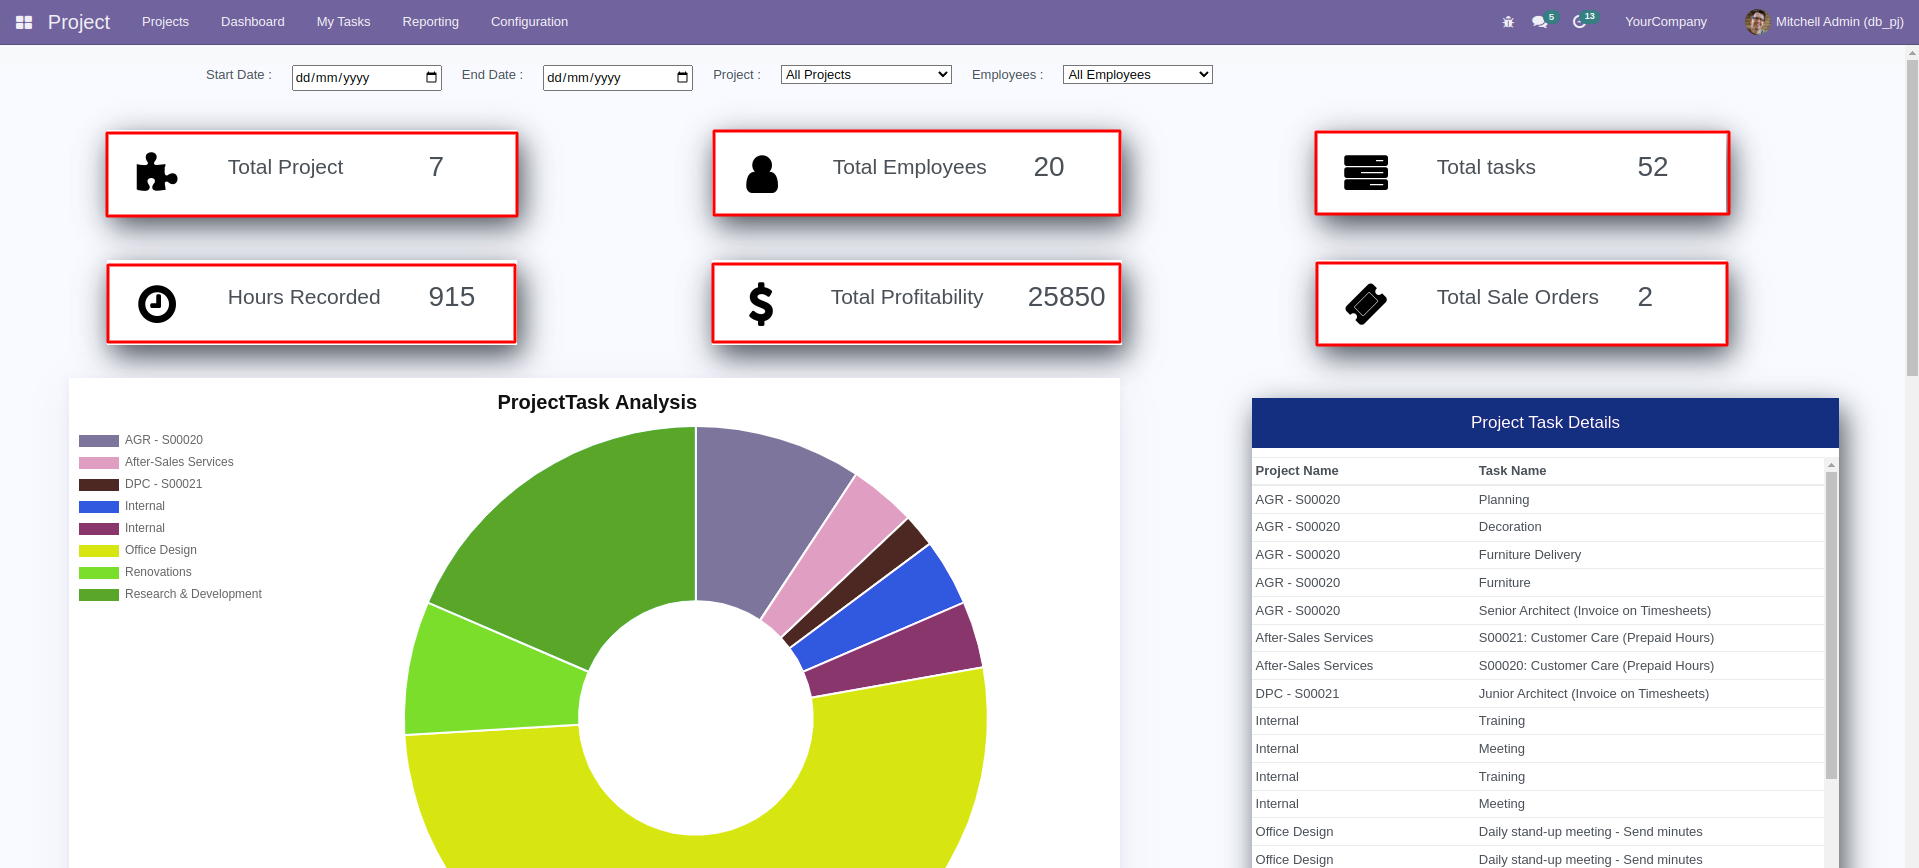 Project Projects Dashboard My Tasks Reporting Configuration 5 13 YourCompany Mitchell Admin (db_pj)
Start Date : dd/mm/yyyy End Date : dd/mm/yyyy Project : All Projects Employees : All Employees
Total Project 7
Total Employees 20
Total tasks 52
Hours Recorded 915
Total Profitability 25850
Total Sale Orders 2
ProjectTask Analysis
AGR - S00020
After-Sales Services
DPC - S00021
Internal
Internal
Office Design
Renovations
Research & Development
Project Task Details
Project Name Task Name
AGR - S00020 Planning
AGR - S00020 Decoration
AGR - S00020 Furniture Delivery
AGR - S00020 Furniture
AGR - S00020 Senior Architect (Invoice on Timesheets)
After-Sales Services S00021: Customer Care (Prepaid Hours)
After-Sales Services S00020: Customer Care (Prepaid Hours)
DPC - S00021 Junior Architect (Invoice on Timesheets)
Internal Training
Internal Meeting
Internal Training
Internal Meeting
Office Design Daily stand-up meeting - Send minutes
Office Design Daily stand-up meeting - Send minutes